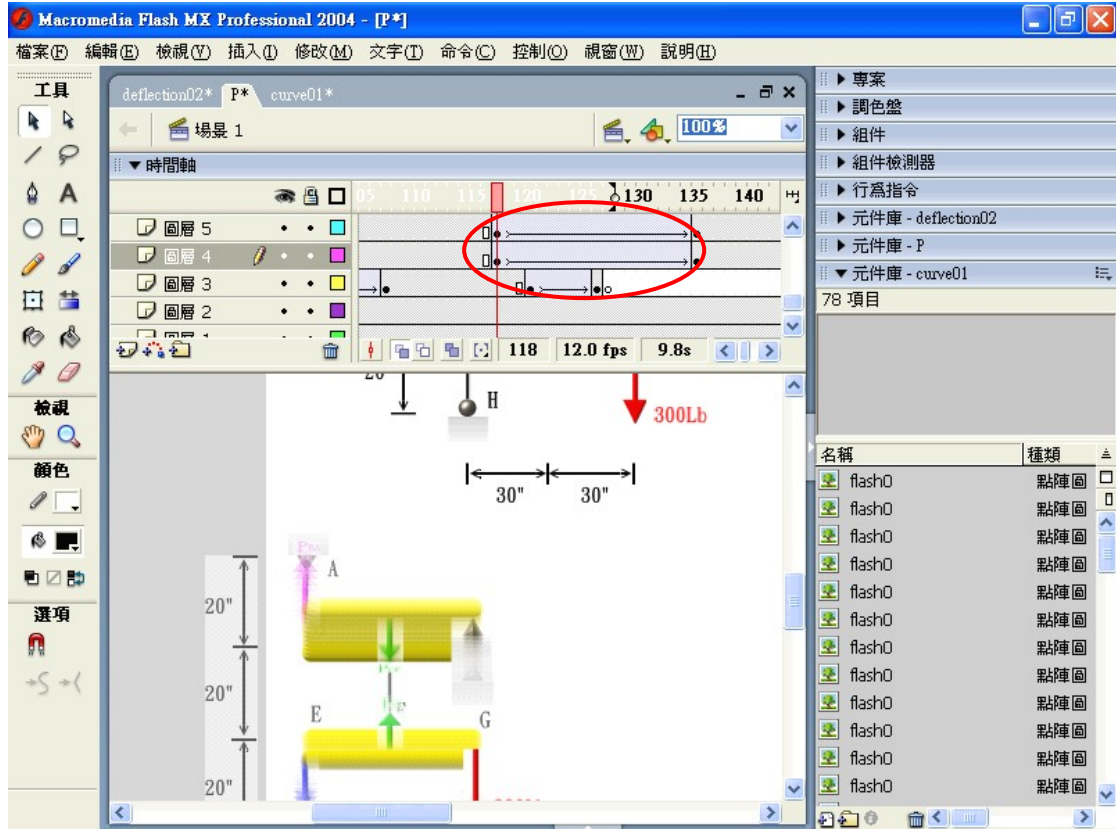 Macromedia Flash MX Professional 2004 - [P*]
檔案(F) 編輯(E) 檢視(V) 插入(I) 修改(M) 文字(T) 命令(C) 控制(O) 視窗(W) 說明(H)
工具
deflection02* P* curve01*
場景 1
100%
時間軸
05 110 115 120 125 130 135 140
圖層 5
圖層 4
圖層 3
圖層 2
118 12.0 fps 9.8s
檢視
顏色
選項
20
H
300Lb
30" 30"
A
20"
20"
E
G
20"
專案
調色盤
組件
組件檢測器
行為指令
元件庫 - deflection02
元件庫 - P
元件庫 - curve01
78 項目
名稱 種類
flash0 點陣圖
flash0 點陣圖
flash0 點陣圖
flash0 點陣圖
flash0 點陣圖
flash0 點陣圖
flash0 點陣圖
flash0 點陣圖
flash0 點陣圖
flash0 點陣圖
flash0 點陣圖
flash0 點陣圖